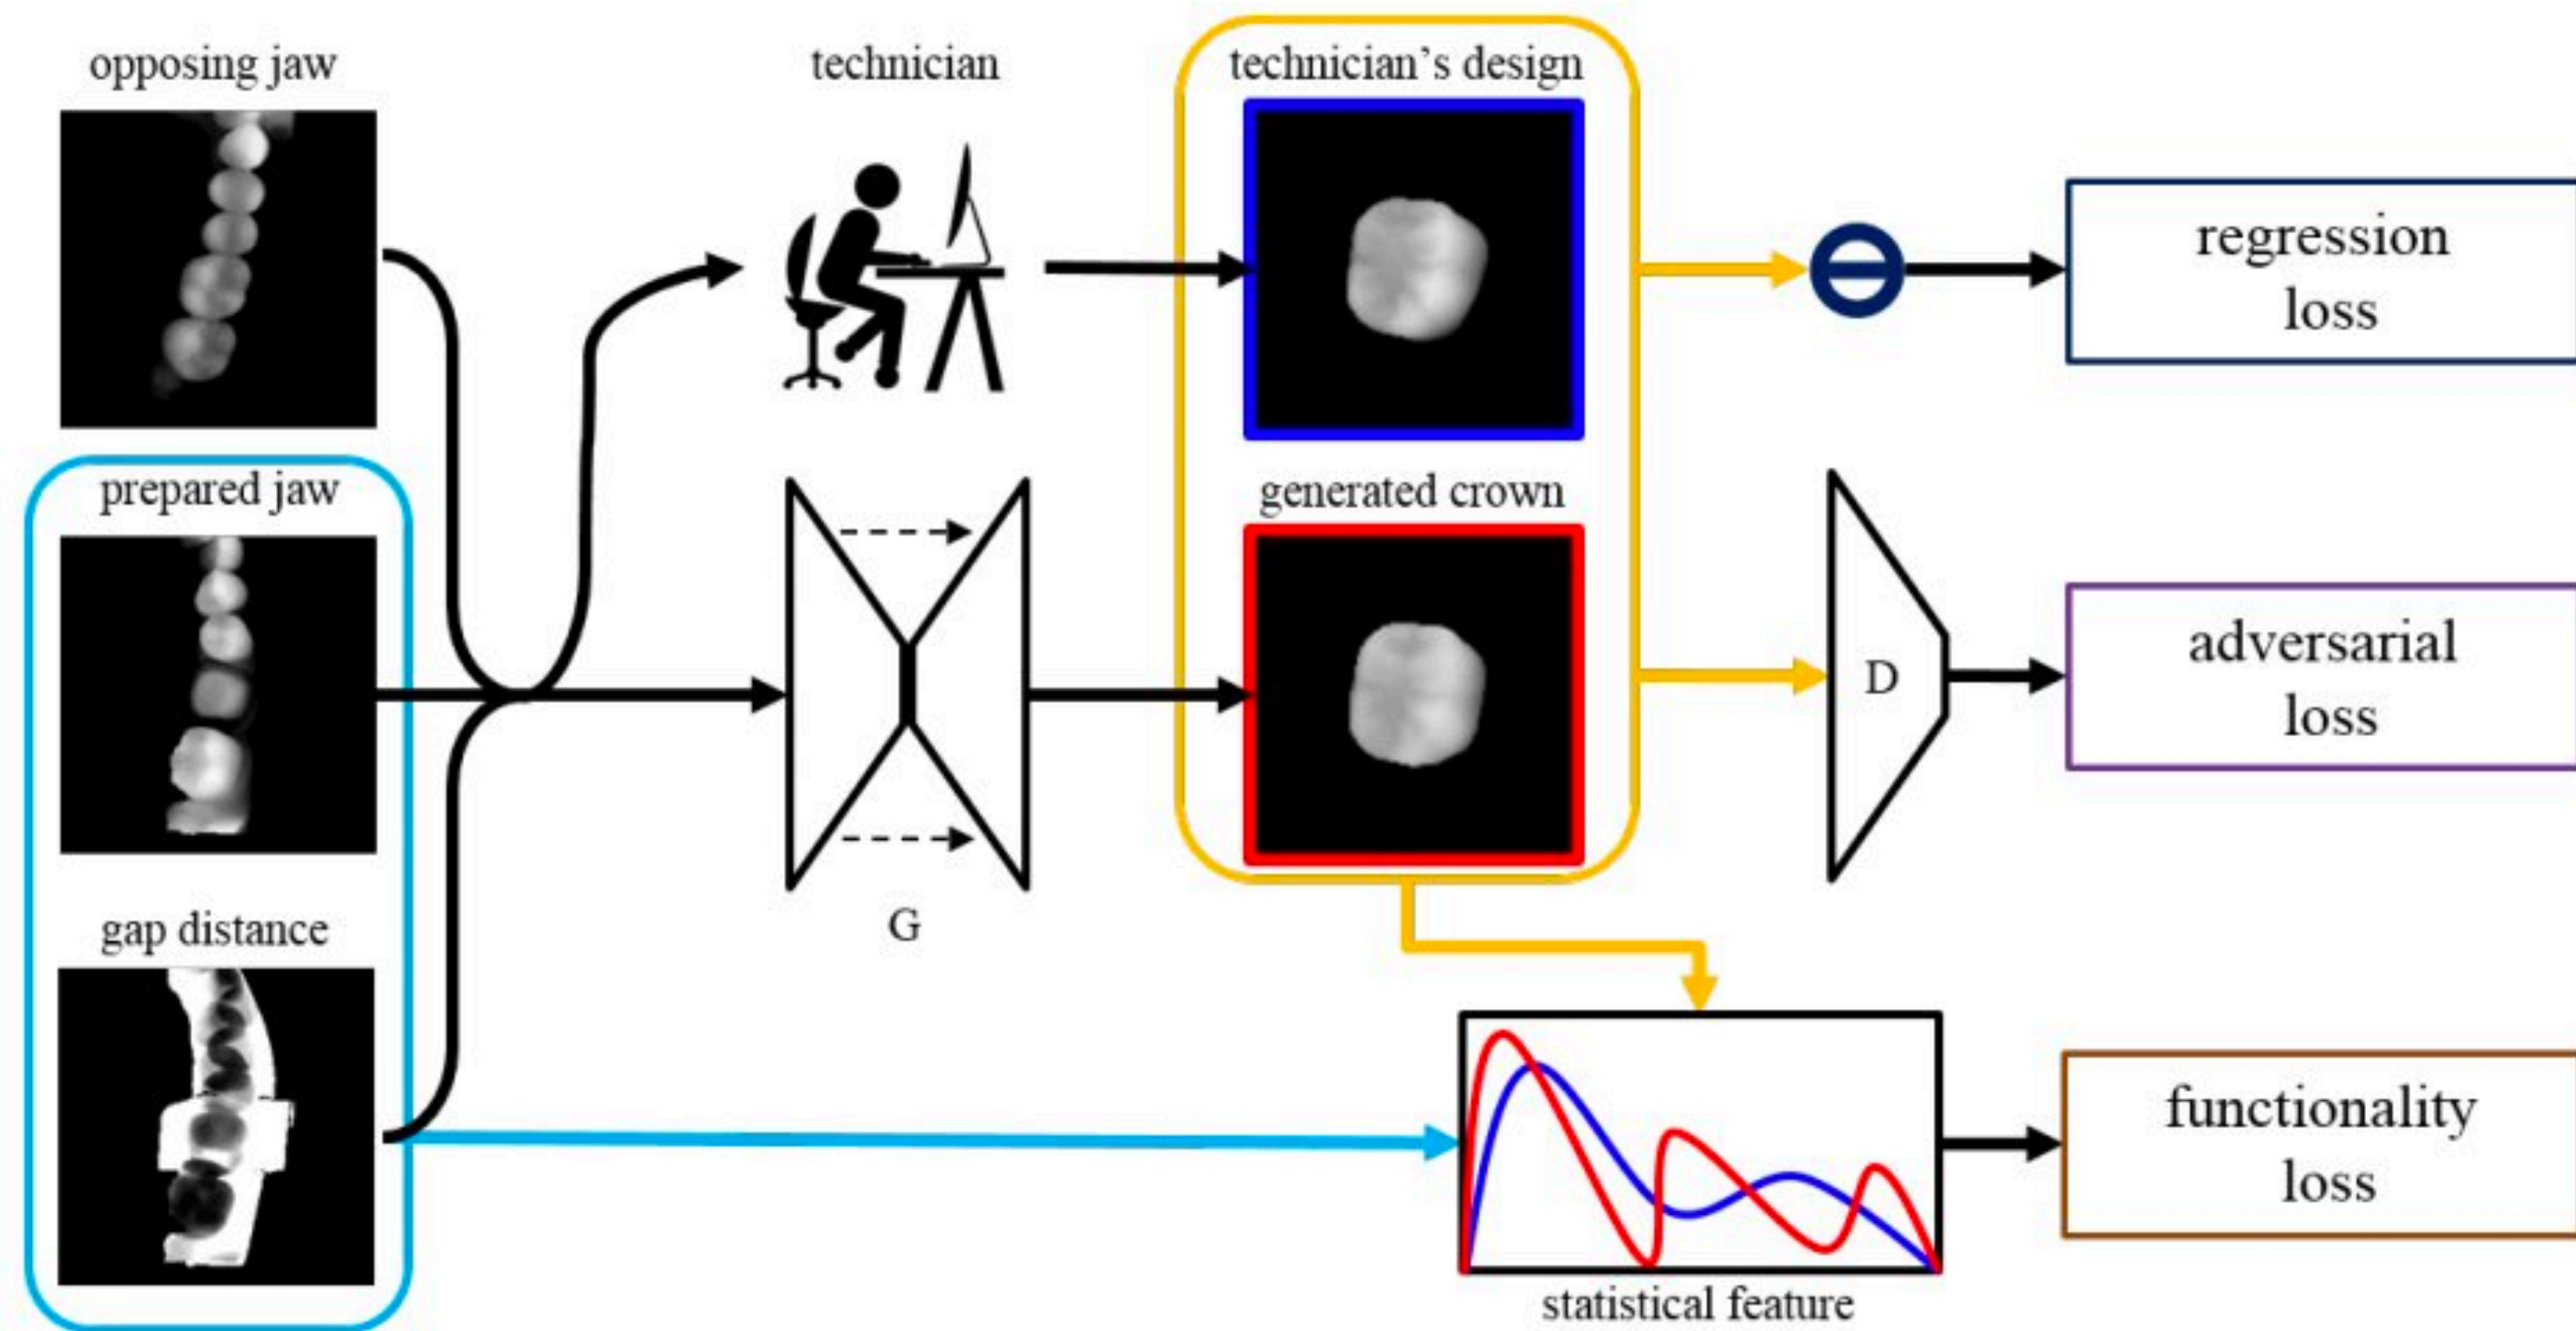 opposing jaw
technician
technician's design
regression
loss
prepared jaw
generated crown
adversarial
loss
D
gap distance
G
functionality
loss
statistical feature